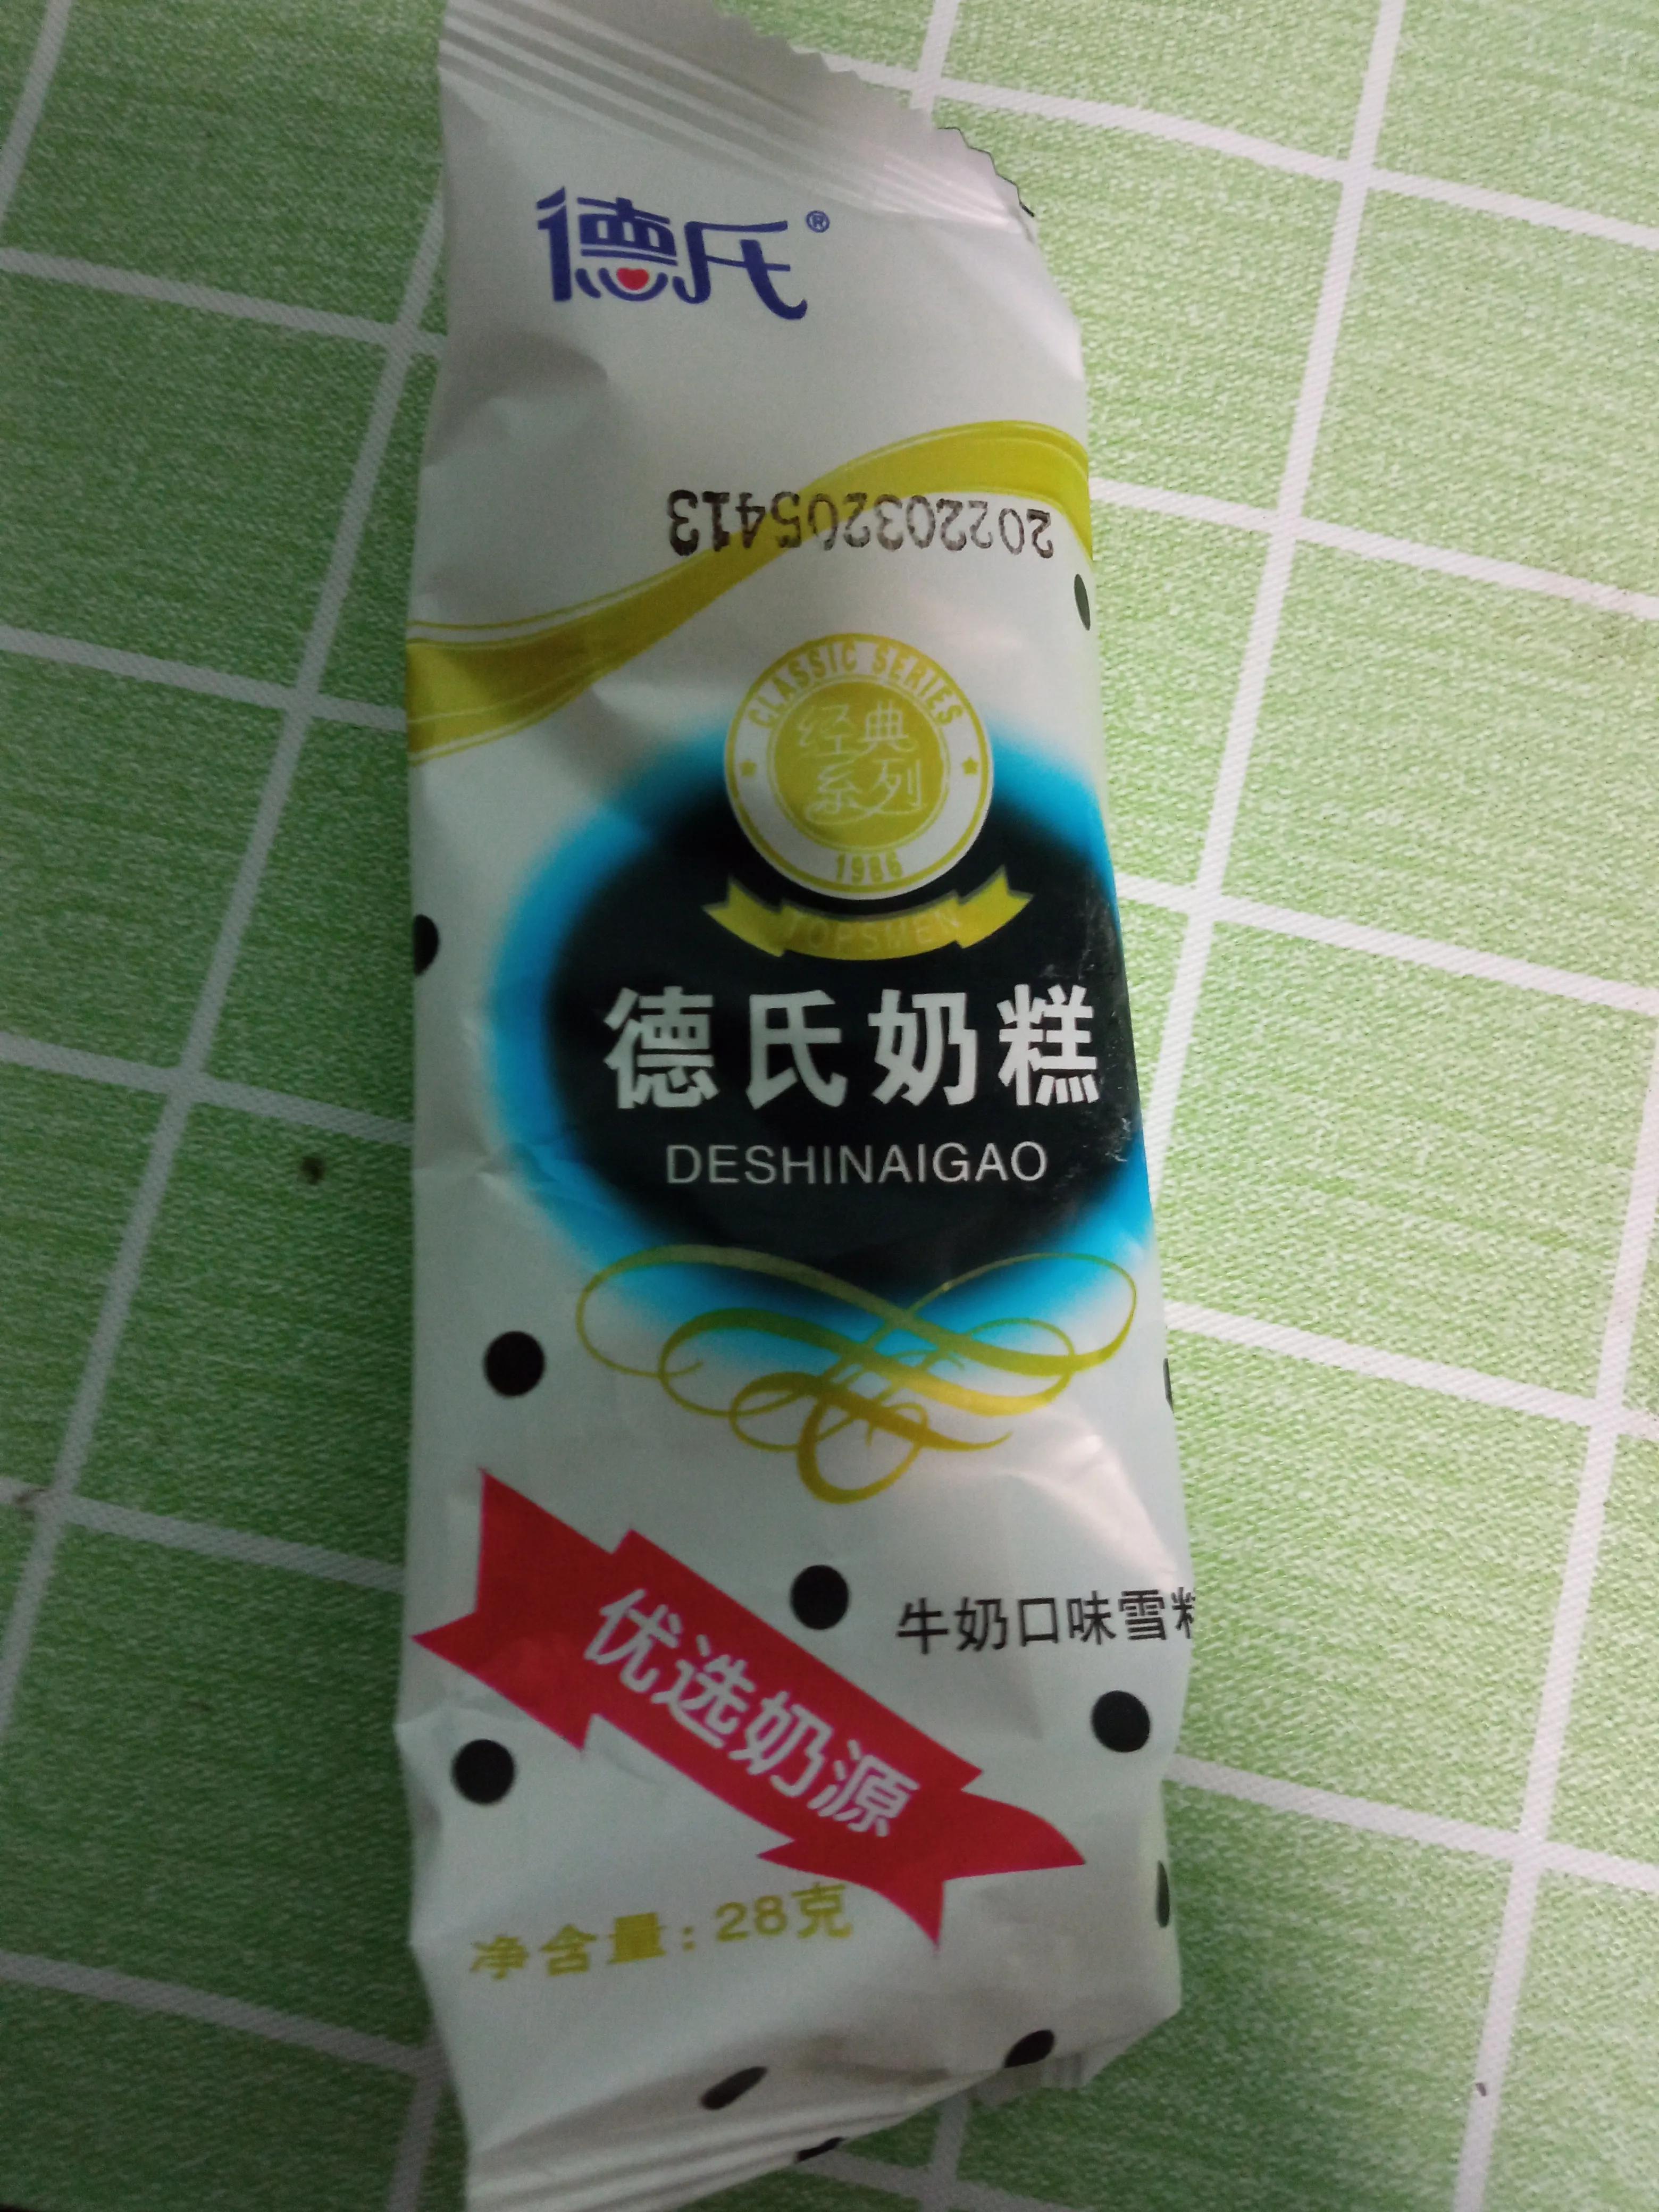 德氏®
202203205413
CLASSIC SERIES
经典
系列
1986
TOPSMEN
德氏奶糕
DESHINAIGAO
牛奶口味雪
优选奶源
净含量:28克